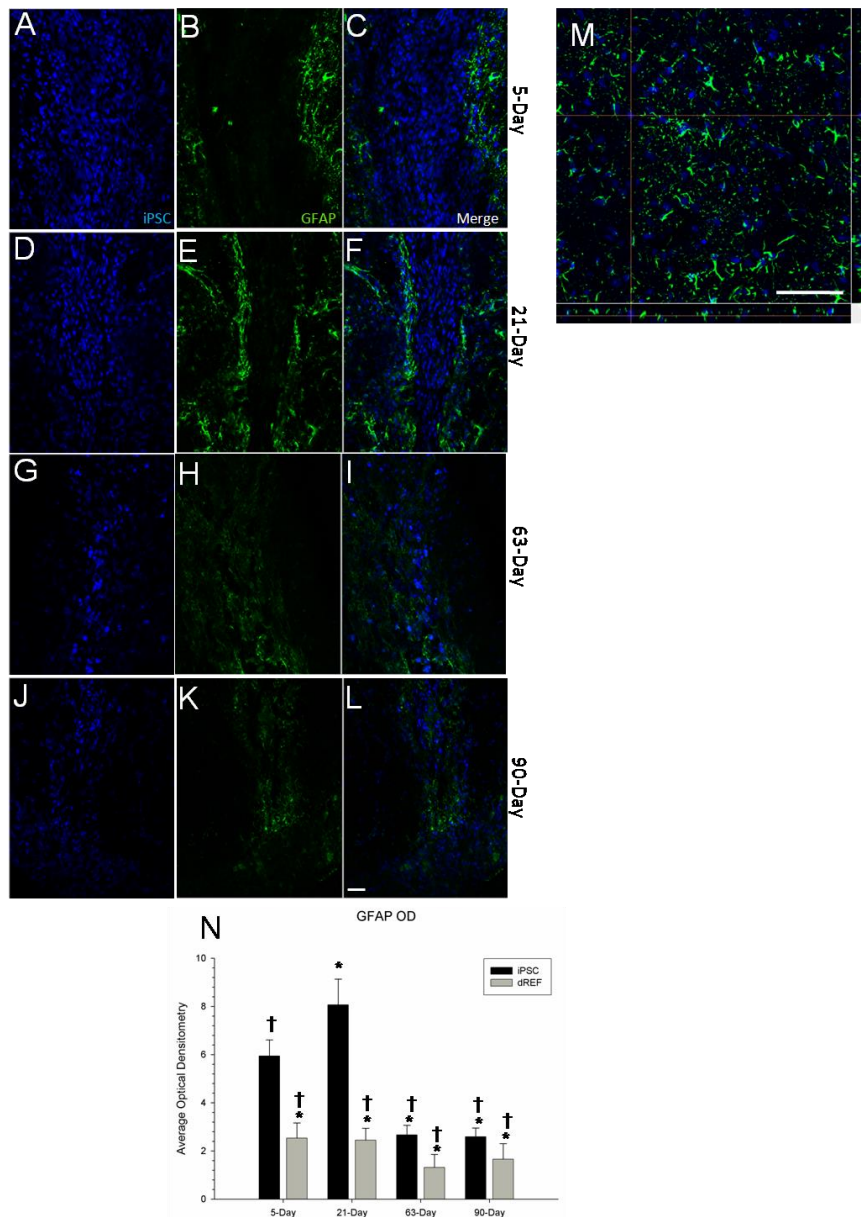 A
B
C
iPSC
GFAP
Merge
5-Day
D
E
F
21-Day
G
H
I
63-Day
J
K
L
90-Day
M
N
GFAP OD
Average Optical Densitometry
10
8
6
4
2
0
iPSC
dREF
†
†
*
*
†
*
†
*
†
*
†
*
†
*
5-Day
21-Day
63-Day
90-Day